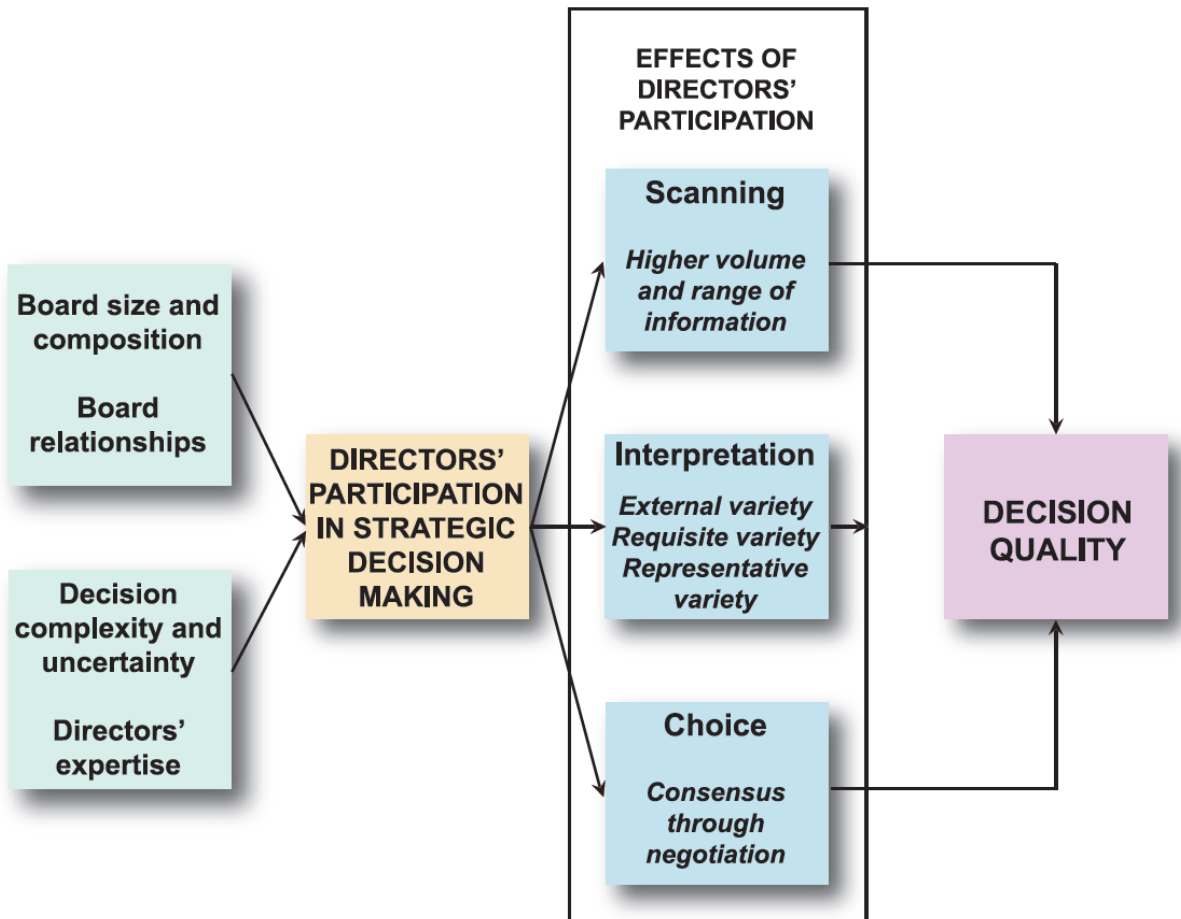 EFFECTS OF
DIRECTORS’
PARTICIPATION
Scanning
Higher volume
and range of
information
Board size and
composition
Board
relationships
DIRECTORS’
PARTICIPATION
IN STRATEGIC
DECISION
MAKING
Interpretation
External variety
Requisite variety
Representative
variety
DECISION
QUALITY
Decision
complexity and
uncertainty
Directors’
expertise
Choice
Consensus
through
negotiation